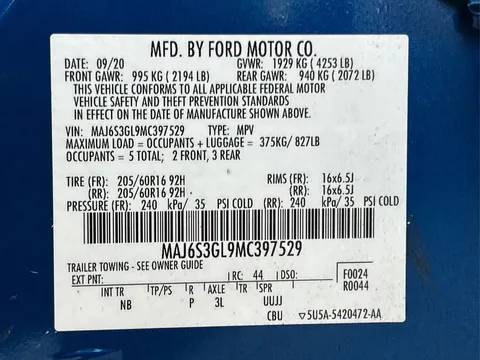 MFD. BY FORD MOTOR CO.
DATE: 09/20 GVWR: 1929 KG ( 4253 LB)
FRONT GAWR: 995 KG ( 2194 LB) REAR GAWR: 940 KG ( 2072 LB)
THIS VEHICLE CONFORMS TO ALL APPLICABLE FEDERAL MOTOR
VEHICLE SAFETY AND THEFT PREVENTION STANDARDS IN EFFECT ON THE
DATE OF MANUFACTURE SHOWN ABOVE.
VIN: MAJ6S3GL9MC397529 TYPE: MPV
MAXIMUM LOAD = OCCUPANTS + LUGGAGE = 375KG/ 827LB
OCCUPANTS = 5 TOTAL; 2 FRONT, 3 REAR
TIRE (FR): 205/60R16 92H RIMS (FR): 16x6.5J
(RR): 205/60R16 92H (RR): 16x6.5J
PRESSURE (FR): 240 kPa/ 35 PSI COLD (RR): 240 kPa/ 35 PSI COLD
MAJ6S3GL9MC397529
TRAILER TOWING - SEE OWNER GUIDE
EXT PNT: RC: 44 DSO: F0024
R0044
INT TR TP/PS R AXLE TR SPR
NB P 3L UUJJ
CBU ▽5U5A-5420472-AA